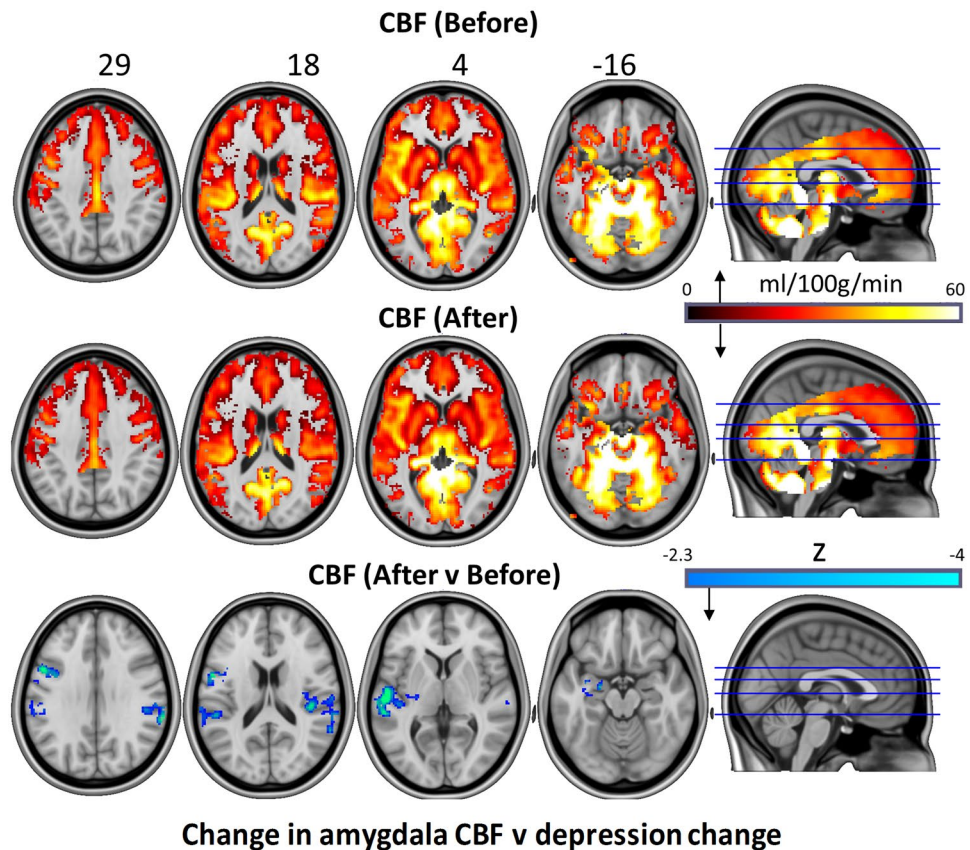 CBF (Before)
29 18 4 -16
0 ml/100g/min 60
CBF (After)
-2.3 Z -4
CBF (After v Before)
Change in amygdala CBF v depression change